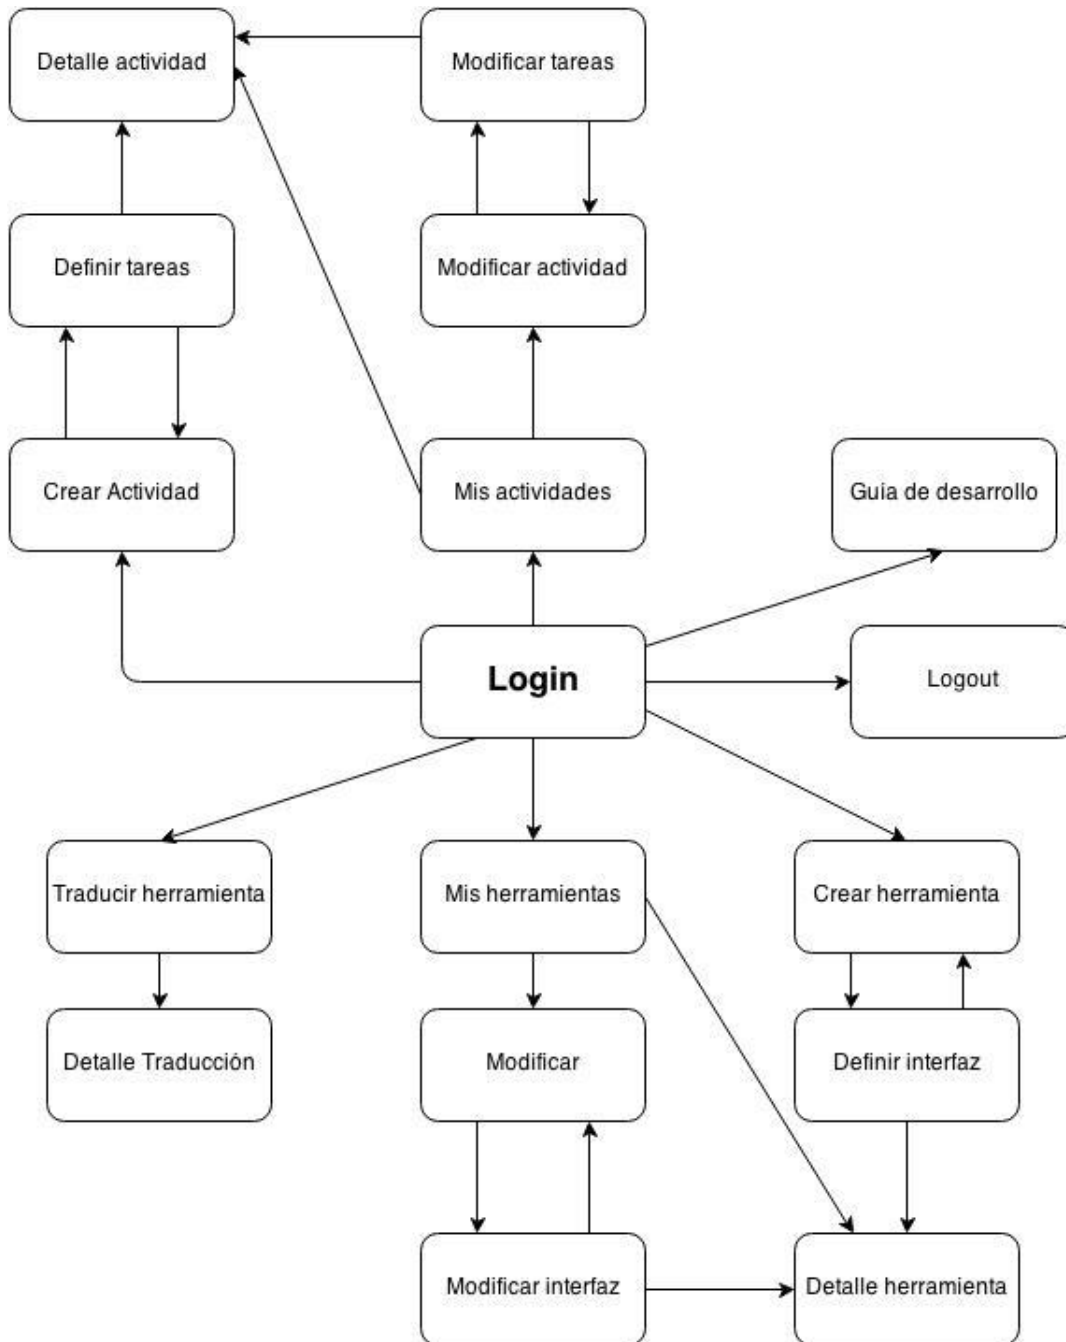 Detalle actividad
Modificar tareas
Definir tareas
Modificar actividad
Crear Actividad
Mis actividades
Guía de desarrollo
Login
Logout
Traducir herramienta
Mis herramientas
Crear herramienta
Detalle Traducción
Modificar
Definir interfaz
Modificar interfaz
Detalle herramienta